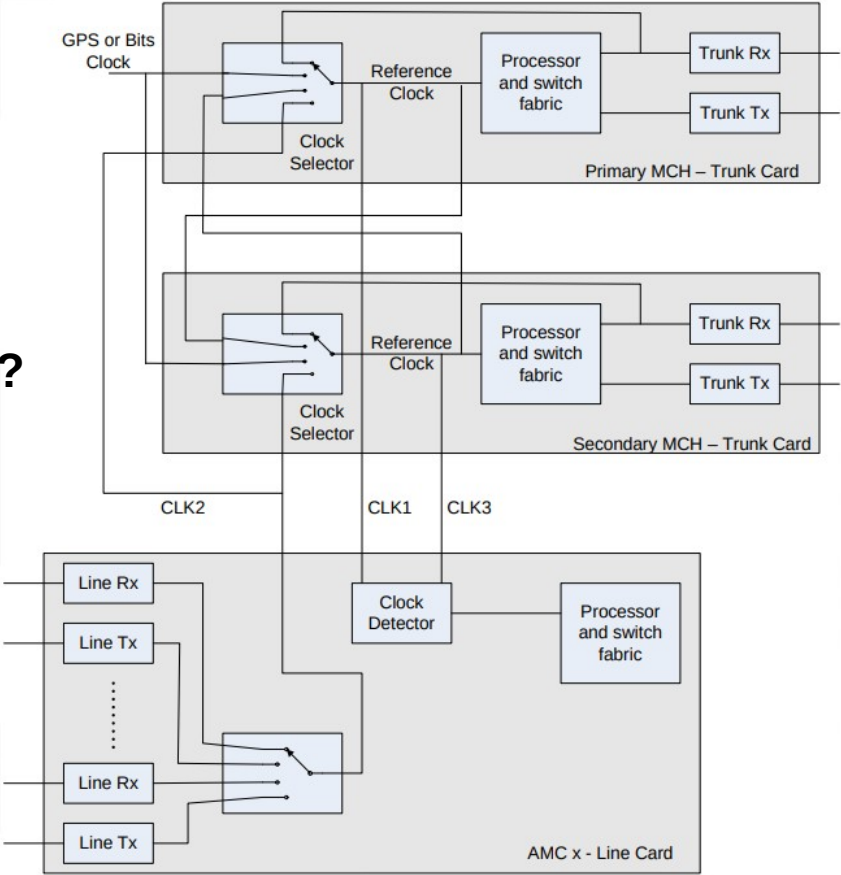 GPS or Bits
Clock
Reference
Clock
Clock
Selector
Processor
and switch
fabric
Trunk Rx
Trunk Tx
Primary MCH – Trunk Card
?
Reference
Clock
Clock
Selector
Processor
and switch
fabric
Trunk Rx
Trunk Tx
Secondary MCH – Trunk Card
CLK2
CLK1
CLK3
Line Rx
Line Tx
Line Rx
Line Tx
Clock
Detector
Processor
and switch
fabric
AMC x - Line Card